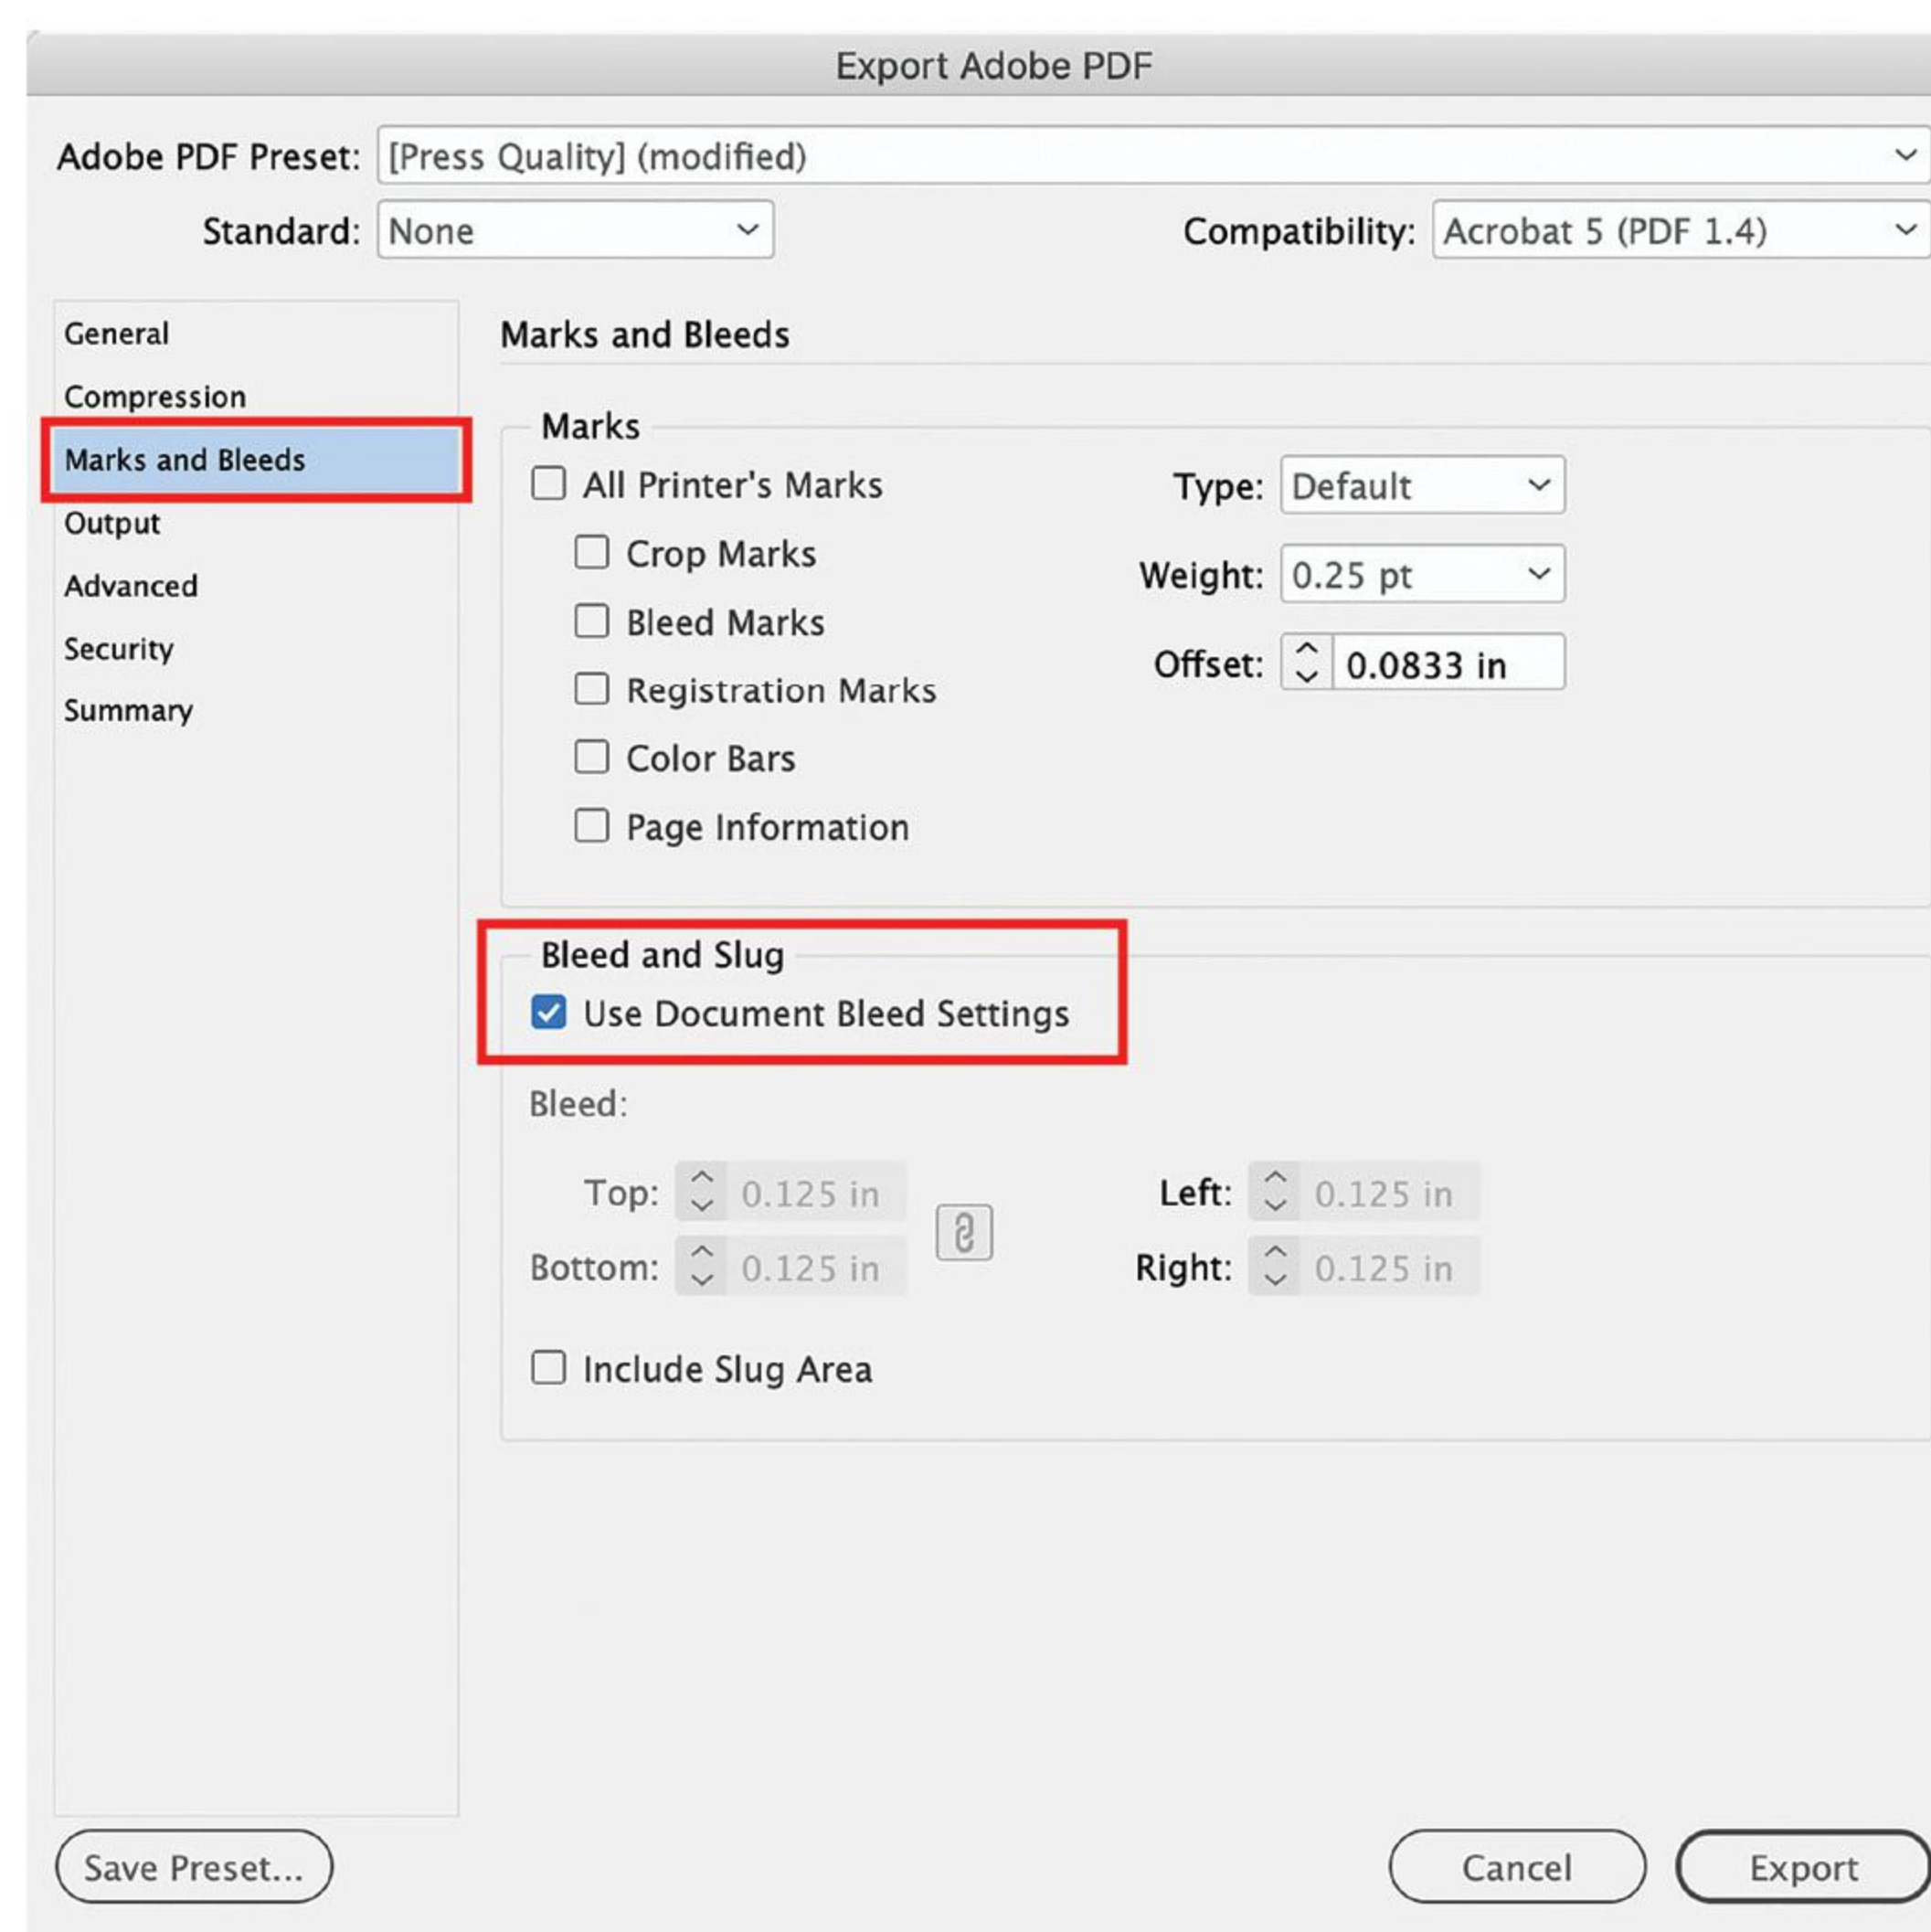 Export Adobe PDF
Adobe PDF Preset: [Press Quality] (modified)
Standard: None
Compatibility: Acrobat 5 (PDF 1.4)
General
Compression
Marks and Bleeds
Output
Advanced
Security
Summary
Marks and Bleeds
Marks
All Printer's Marks
Crop Marks
Bleed Marks
Registration Marks
Color Bars
Page Information
Type: Default
Weight: 0.25 pt
Offset: 0.0833 in
Bleed and Slug
Use Document Bleed Settings
Bleed:
Top: 0.125 in
Bottom: 0.125 in
Left: 0.125 in
Right: 0.125 in
Include Slug Area
Save Preset...
Cancel
Export